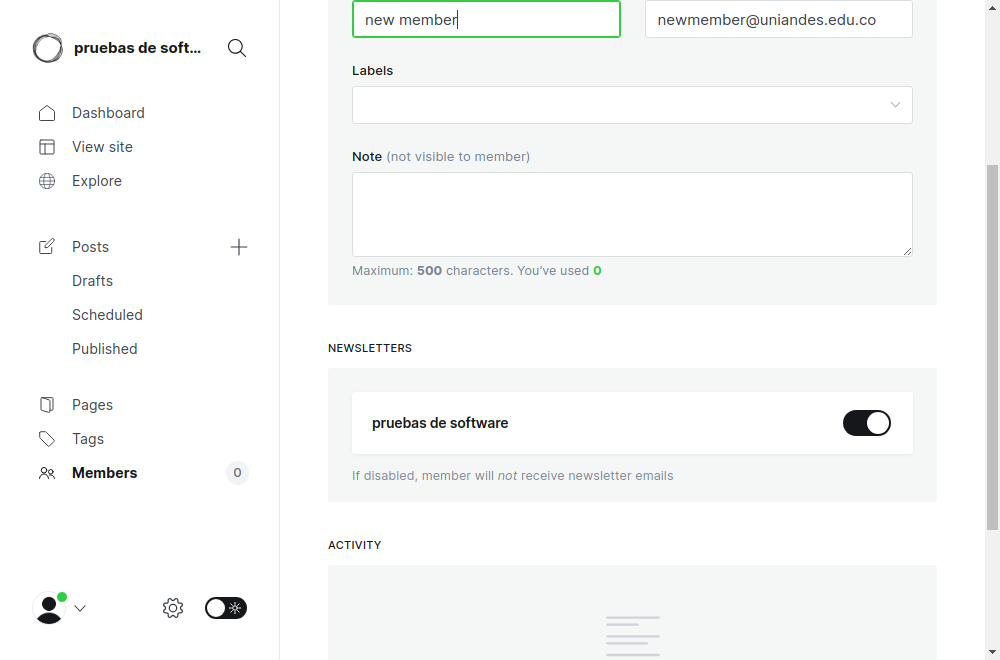 pruebas de soft...
Dashboard
View site
Explore
Posts
Drafts
Scheduled
Published
Pages
Tags
Members 0
new member newmember@uniandes.edu.co
Labels
Note (not visible to member)
Maximum: 500 characters. You’ve used 0
NEWSLETTERS
pruebas de software
If disabled, member will not receive newsletter emails
ACTIVITY